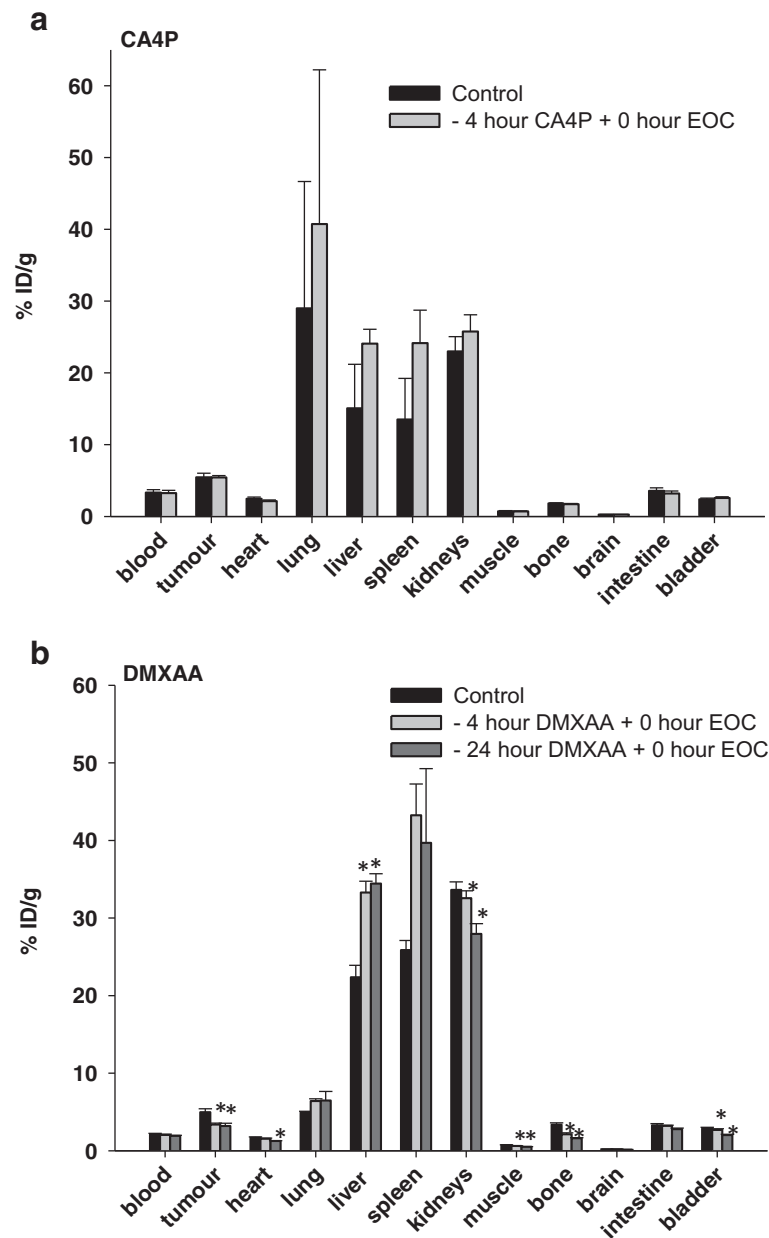 a
CA4P
Control
- 4 hour CA4P + 0 hour EOC
% ID/g
60
50
40
30
20
10
0
blood
tumour
heart
lung
liver
spleen
kidneys
muscle
bone
brain
intestine
bladder
b
DMXAA
Control
- 4 hour DMXAA + 0 hour EOC
- 24 hour DMXAA + 0 hour EOC
% ID/g
60
50
40
30
20
10
0
**
*
**
*
*
**
*
*
*
*
blood
tumour
heart
lung
liver
spleen
kidneys
muscle
bone
brain
intestine
bladder